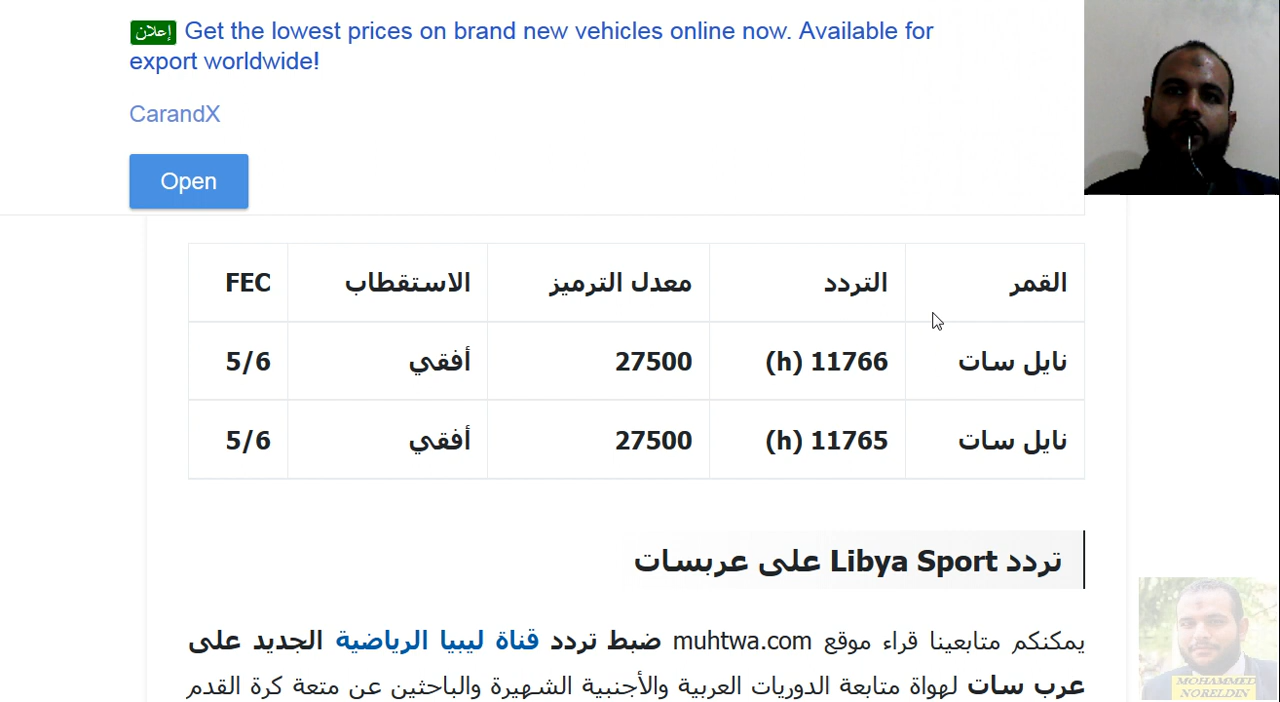 إعلان Get the lowest prices on brand new vehicles online now. Available for
export worldwide!
CarandX
Open
القمر التردد معدل الترميز الاستقطاب FEC
نايل سات 11766 (h) 27500 أفقي 5/6
نايل سات 11765 (h) 27500 أفقي 5/6
تردد Libya Sport على عربسات
يمكنكم متابعينا قراء موقع muhtwa.com ضبط تردد قناة ليبيا الرياضية الجديد على
عرب سات لهواة متابعة الدوريات العربية والأجنبية الشهيرة والباحثين عن متعة كرة القدم
MOHAMMED
NORELDIN